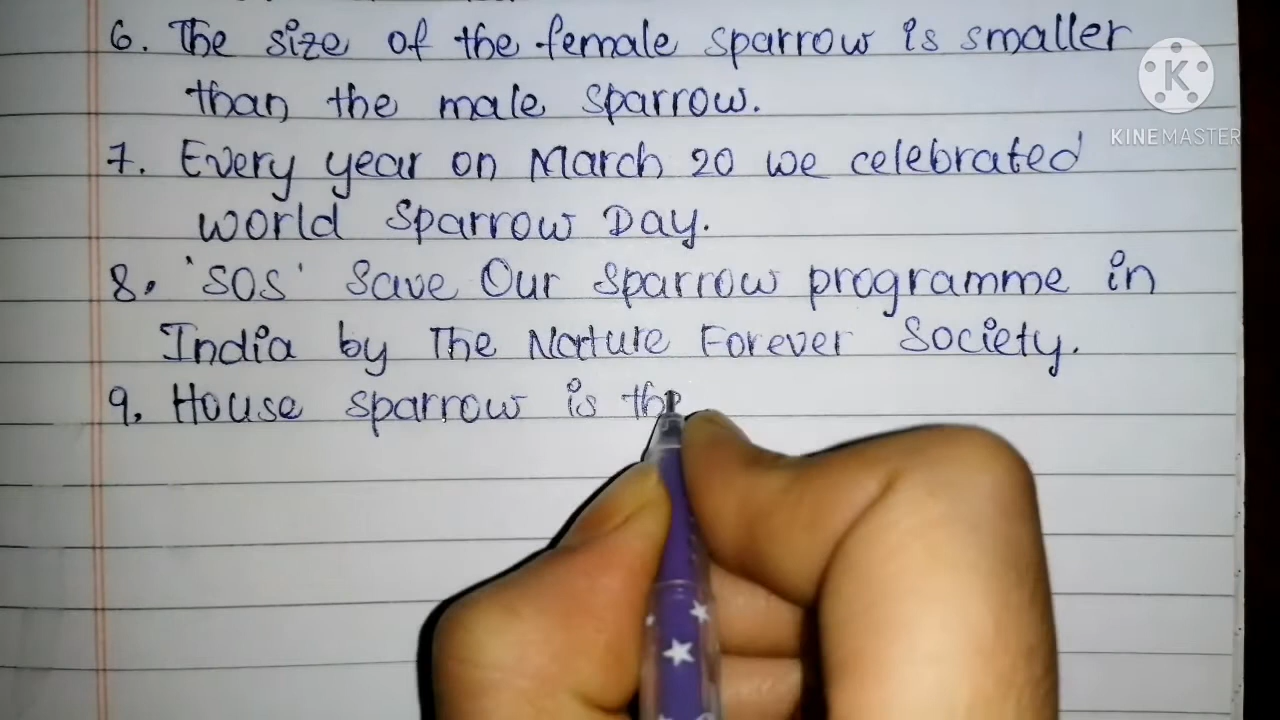 6. The size of the female sparrow is smaller
than the male sparrow.
7. Every year on March 20 we celebrated
world Sparrow Day.
8. 'SOS' Save Our Sparrow programme in
India by The Nature Forever Society.
9. House sparrow is the
KINEMASTER